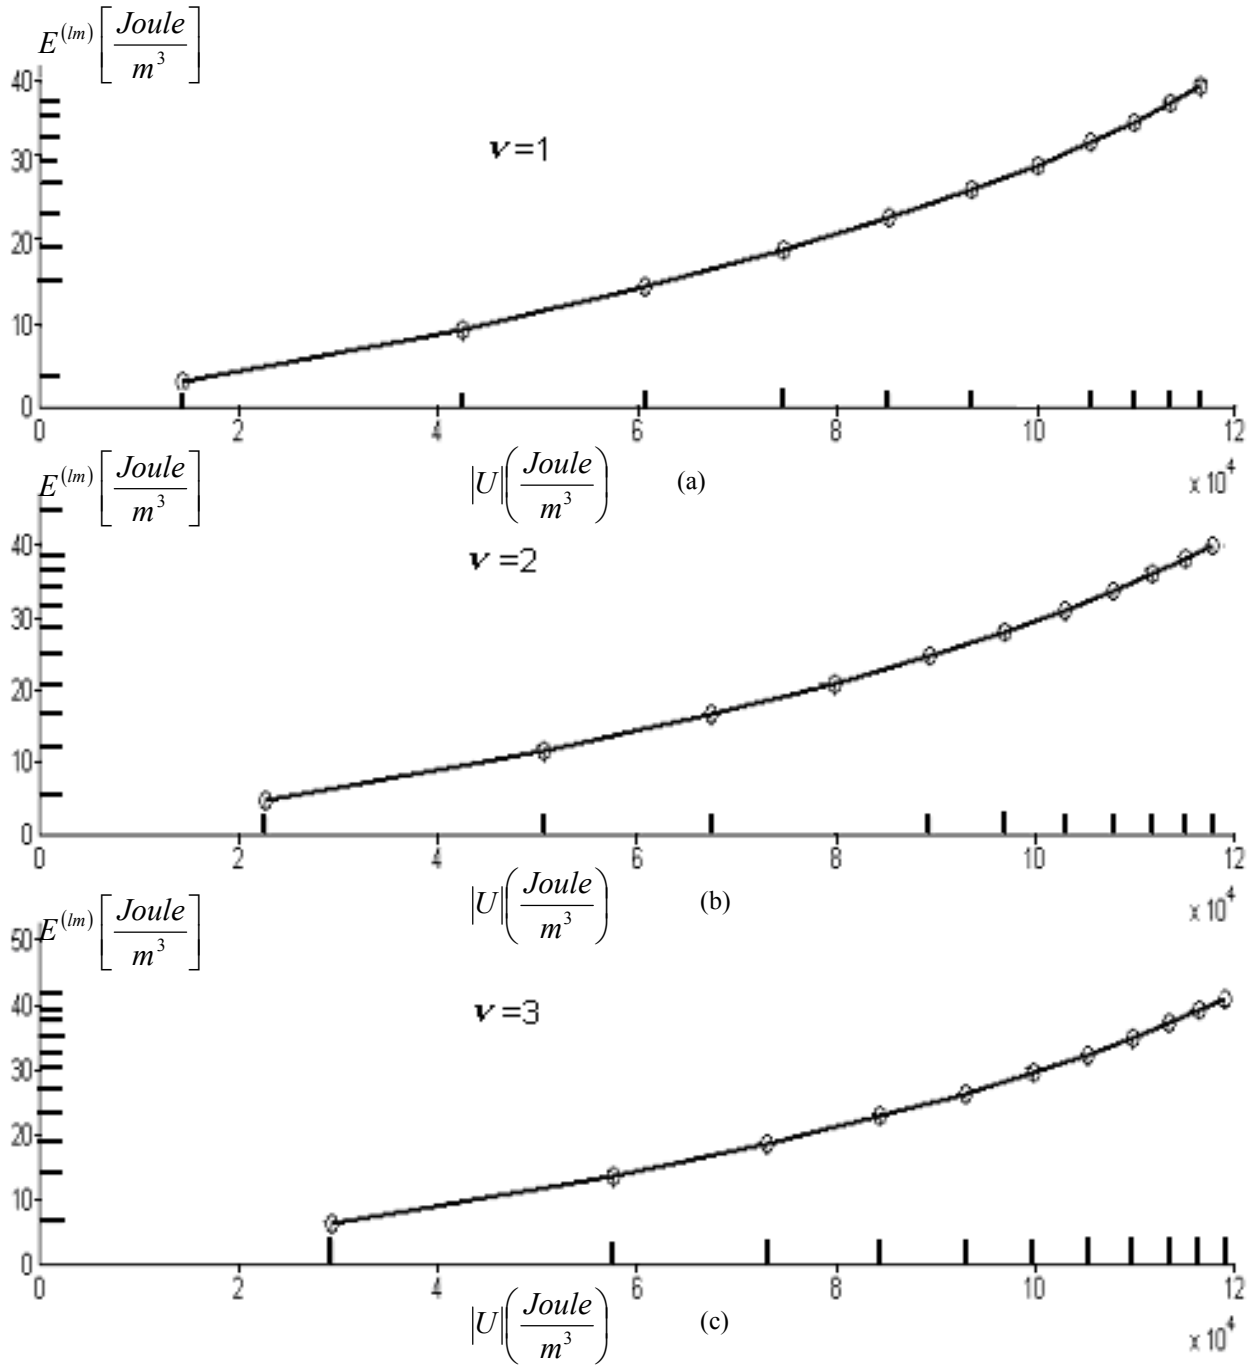 E^(lm) [Joule/m^3]
40
30
20
10
0
ν=1
0 2 4 6 8 10 12
|U|(Joule/m^3) (a)
x 10^4
E^(lm) [Joule/m^3]
40
30
20
10
0
ν=2
0 2 4 6 8 10 12
|U|(Joule/m^3) (b)
x 10^4
E^(lm) [Joule/m^3]
50
40
30
20
10
0
ν=3
0 2 4 6 8 10 12
|U|(Joule/m^3) (c)
x 10^4